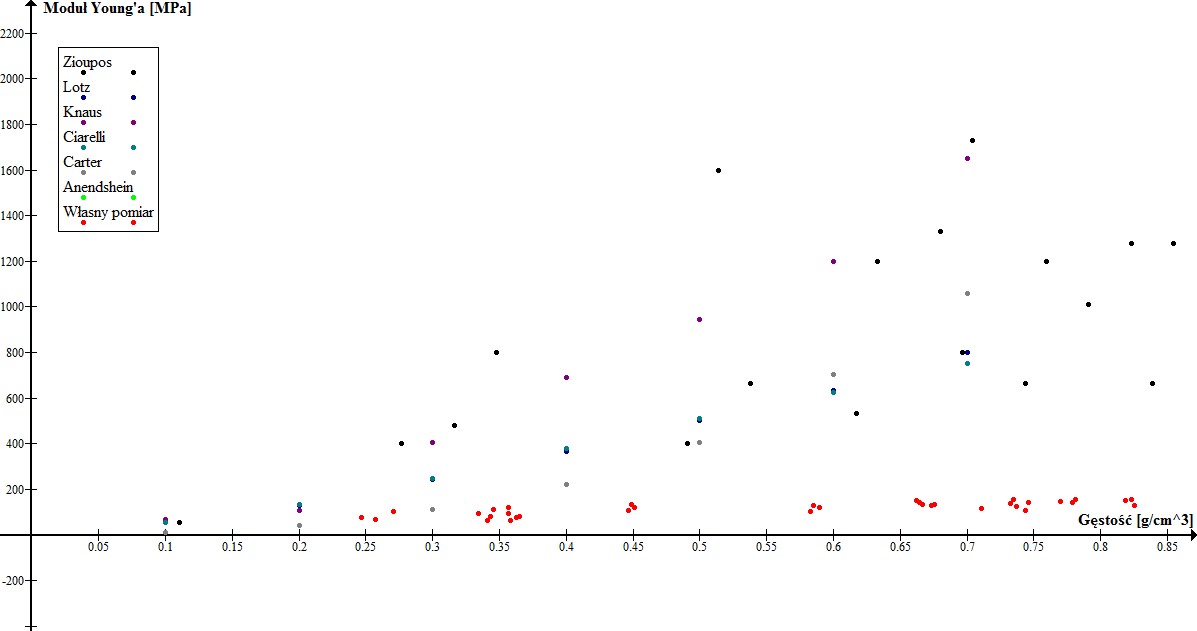 Moduł Young'a [MPa]
2200
2000
1800
1600
1400
1200
1000
800
600
400
200
-200
Zioupos
Lotz
Knaus
Ciarelli
Carter
Anendshein
Własny pomiar
Gęstość [g/cm^3]
0.05 0.1 0.15 0.2 0.25 0.3 0.35 0.4 0.45 0.5 0.55 0.6 0.65 0.7 0.75 0.8 0.85